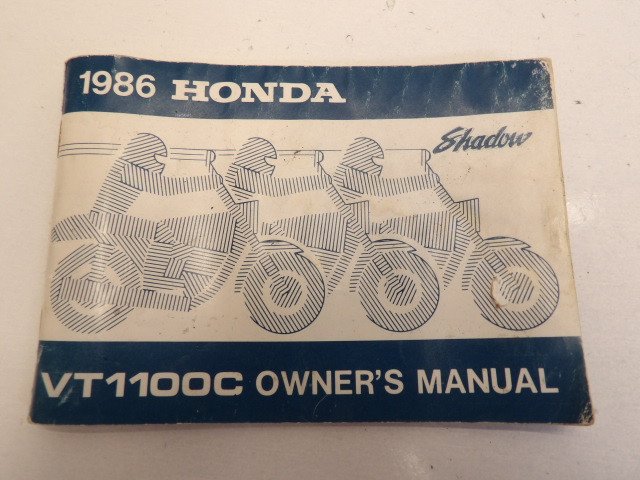 1986 HONDA
Shadow
VT1100C OWNER'S MANUAL